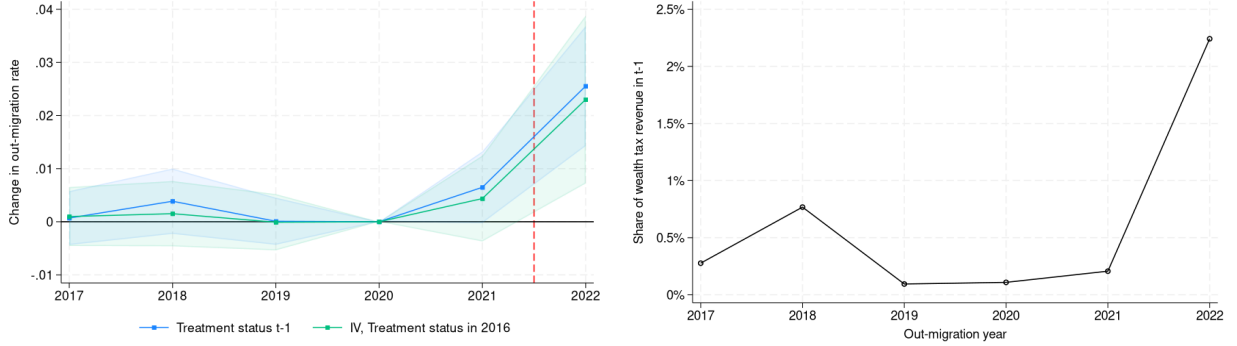 Change in out-migration rate
.04
.03
.02
.01
0
-.01
2017 2018 2019 2020 2021 2022
Treatment status t-1 IV, Treatment status in 2016
Share of wealth tax revenue in t-1
2.5%
2%
1.5%
1%
0.5%
0%
2017 2018 2019 2020 2021 2022
Out-migration year